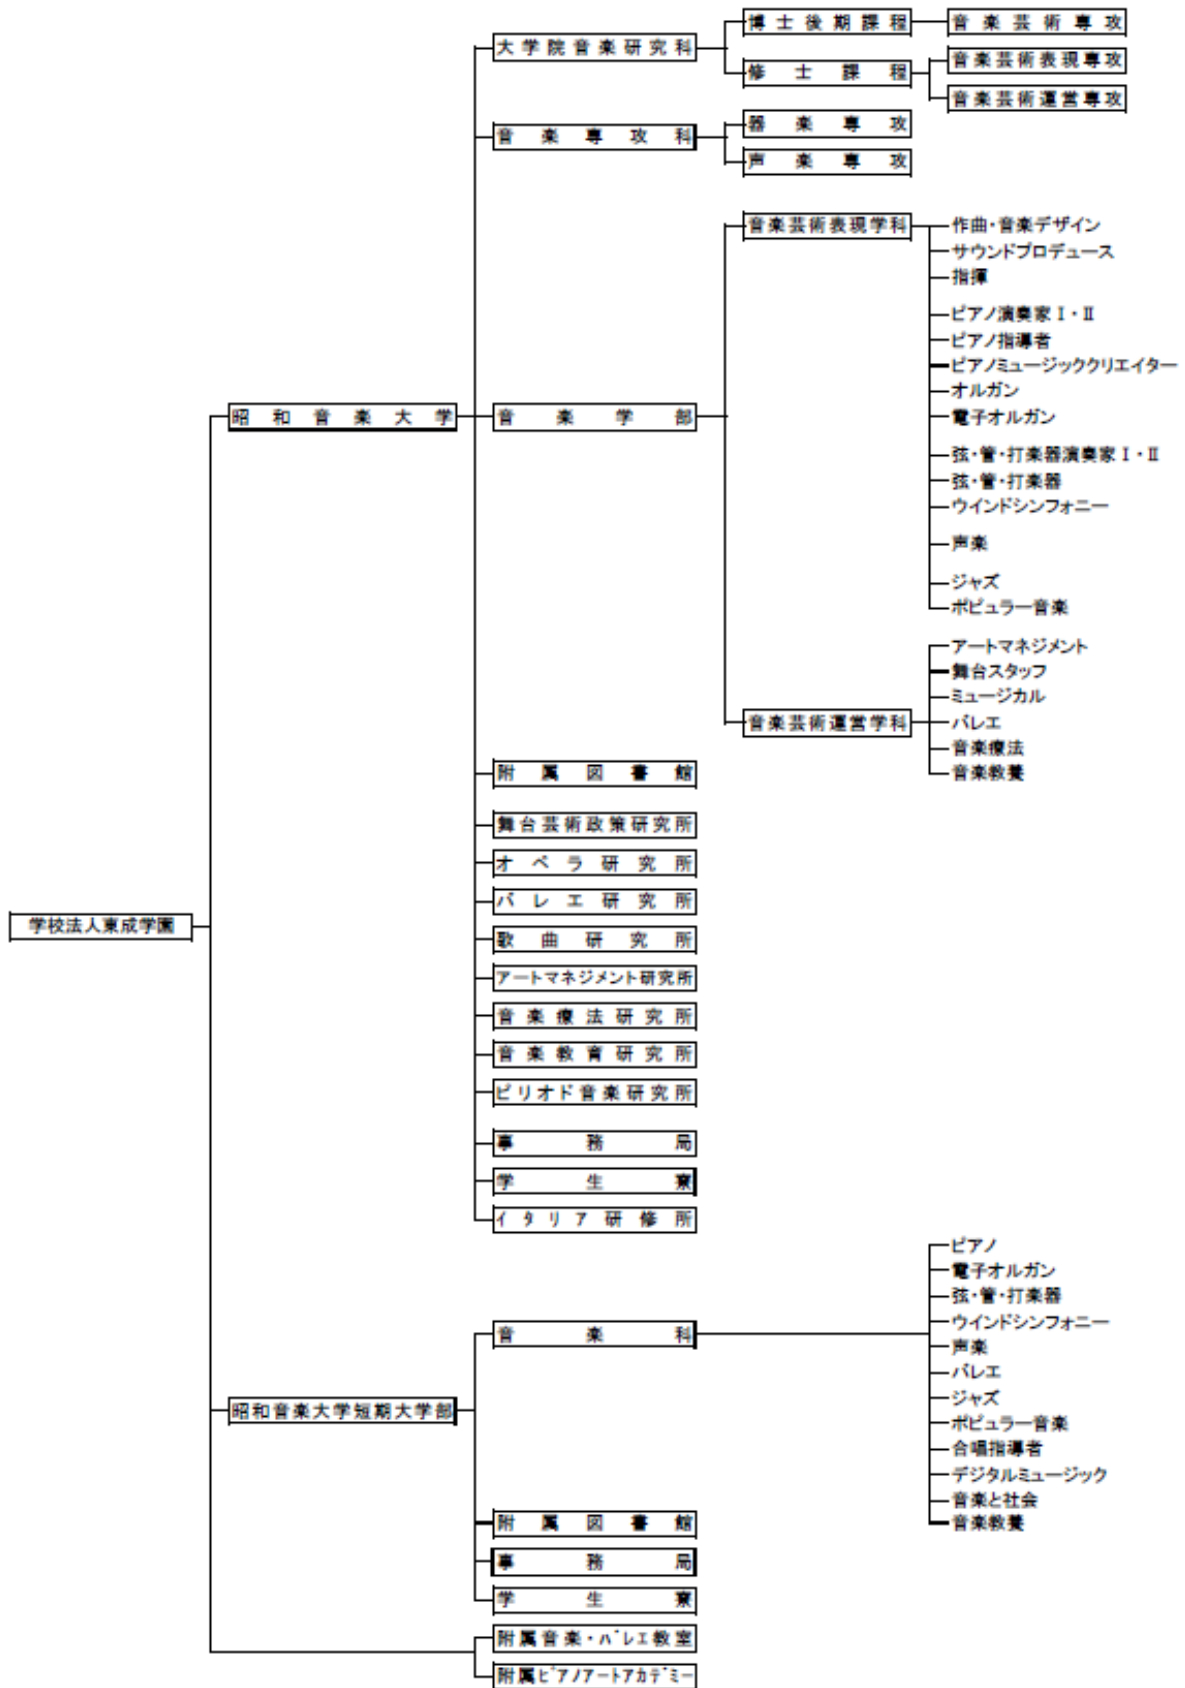 博士後期課程
音楽芸術専攻
大学院音楽研究科
音楽芸術表現専攻
修士課程
音楽芸術運営専攻
器楽専攻
音楽専攻科
声楽専攻
音楽芸術表現学科
作曲・音楽デザイン
サウンドプロデュース
指揮
ピアノ演奏家Ⅰ・Ⅱ
ピアノ指導者
ピアノミュージッククリエイター
オルガン
昭和音楽大学
音楽学部
電子オルガン
弦・管・打楽器演奏家Ⅰ・Ⅱ
弦・管・打楽器
ウインドシンフォニー
声楽
ジャズ
ポピュラー音楽
アートマネジメント
舞台スタッフ
ミュージカル
音楽芸術運営学科
バレエ
音楽療法
音楽教養
附属図書館
舞台芸術政策研究所
オペラ研究所
バレエ研究所
学校法人東成学園
歌曲研究所
アートマネジメント研究所
音楽療法研究所
音楽教育研究所
ピリオド音楽研究所
事務局
学生寮
イタリア研修所
ピアノ
電子オルガン
弦・管・打楽器
ウインドシンフォニー
音楽科
声楽
バレエ
ジャズ
昭和音楽大学短期大学部
ポピュラー音楽
合唱指導者
デジタルミュージック
音楽と社会
附属図書館
音楽教養
事務局
学生寮
附属音楽・バレエ教室
附属ピアノアートアカデミー